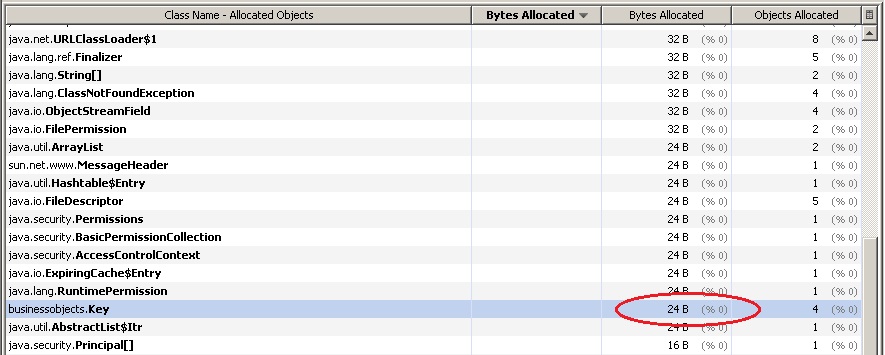 Class Name - Allocated Objects Bytes Allocated Bytes Allocated Objects Allocated
java.net.URLClassLoader$1 32 B (% 0) 8 (% 0)
java.lang.ref.Finalizer 32 B (% 0) 5 (% 0)
java.lang.String[] 32 B (% 0) 2 (% 0)
java.lang.ClassNotFoundException 32 B (% 0) 4 (% 0)
java.io.ObjectStreamField 32 B (% 0) 4 (% 0)
java.io.FilePermission 32 B (% 0) 2 (% 0)
java.util.ArrayList 24 B (% 0) 2 (% 0)
sun.net.www.MessageHeader 24 B (% 0) 1 (% 0)
java.util.Hashtable$Entry 24 B (% 0) 1 (% 0)
java.io.FileDescriptor 24 B (% 0) 5 (% 0)
java.security.Permissions 24 B (% 0) 1 (% 0)
java.security.BasicPermissionCollection 24 B (% 0) 1 (% 0)
java.security.AccessControlContext 24 B (% 0) 1 (% 0)
java.io.ExpiringCache$Entry 24 B (% 0) 1 (% 0)
java.lang.RuntimePermission 24 B (% 0) 1 (% 0)
businessobjects.Key 24 B (% 0) 4 (% 0)
java.util.AbstractList$Itr 24 B (% 0) 1 (% 0)
java.security.Principal[] 16 B (% 0) 1 (% 0)